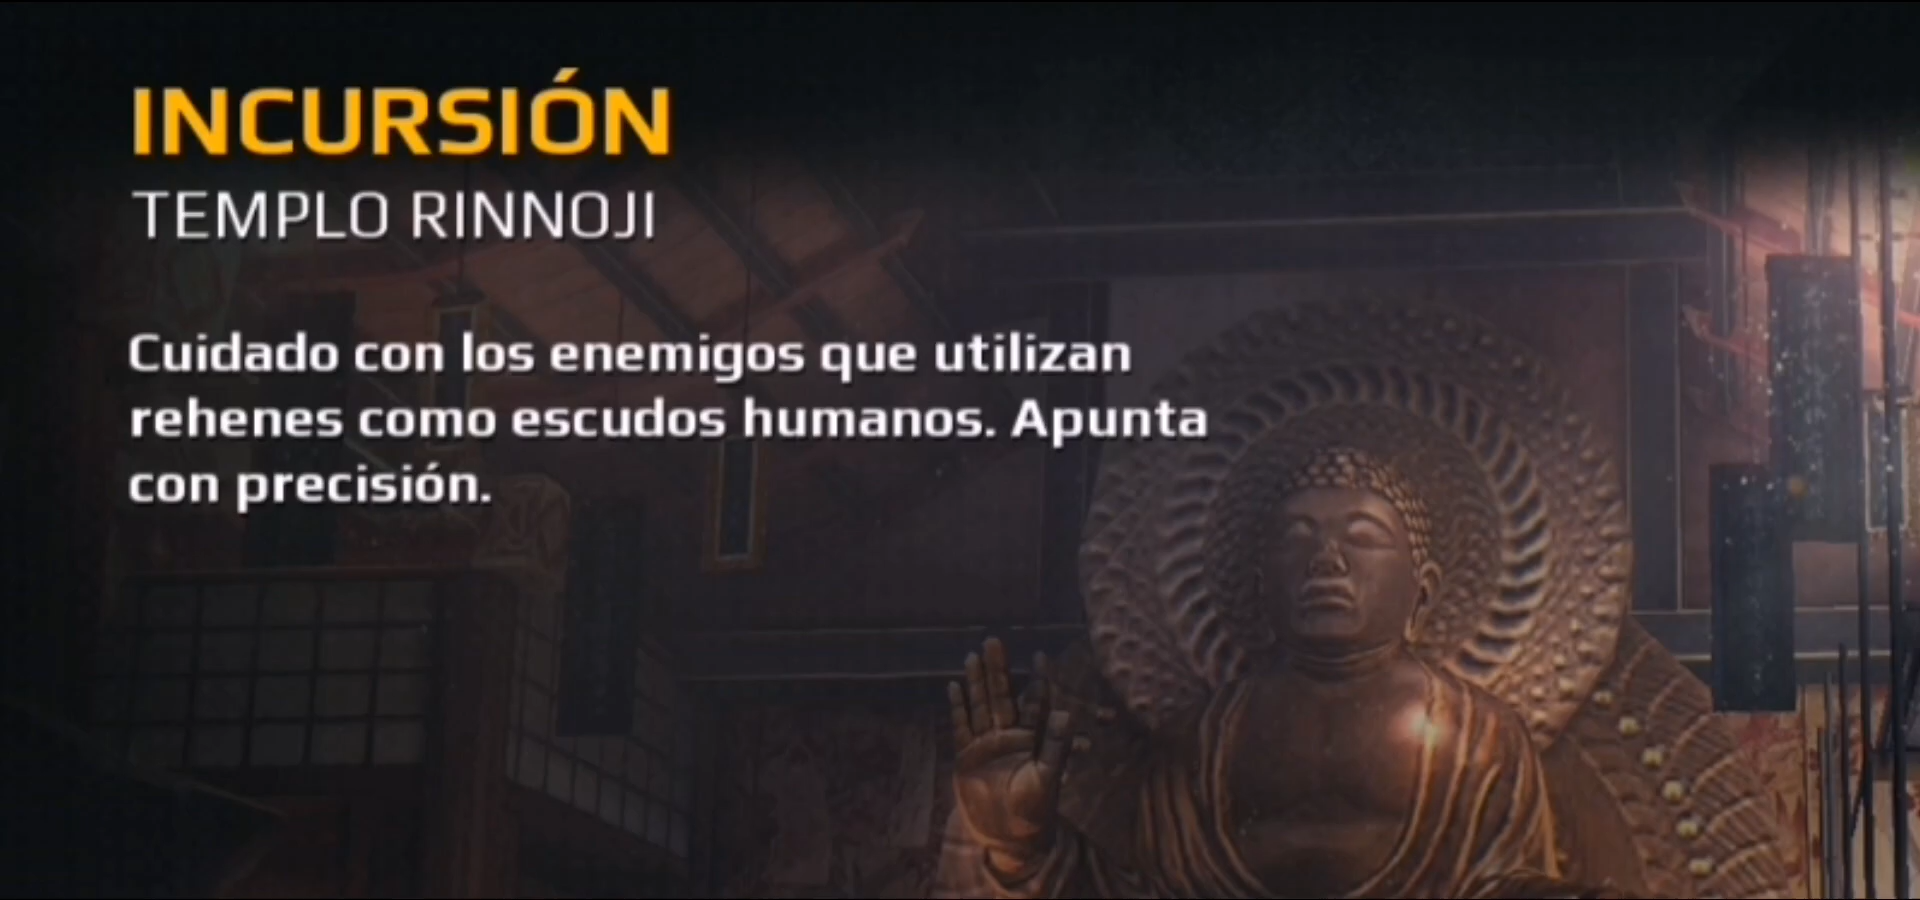 INCURSIÓN
TEMPLO RINNOJI
Cuidado con los enemigos que utilizan
rehenes como escudos humanos. Apunta
con precisión.